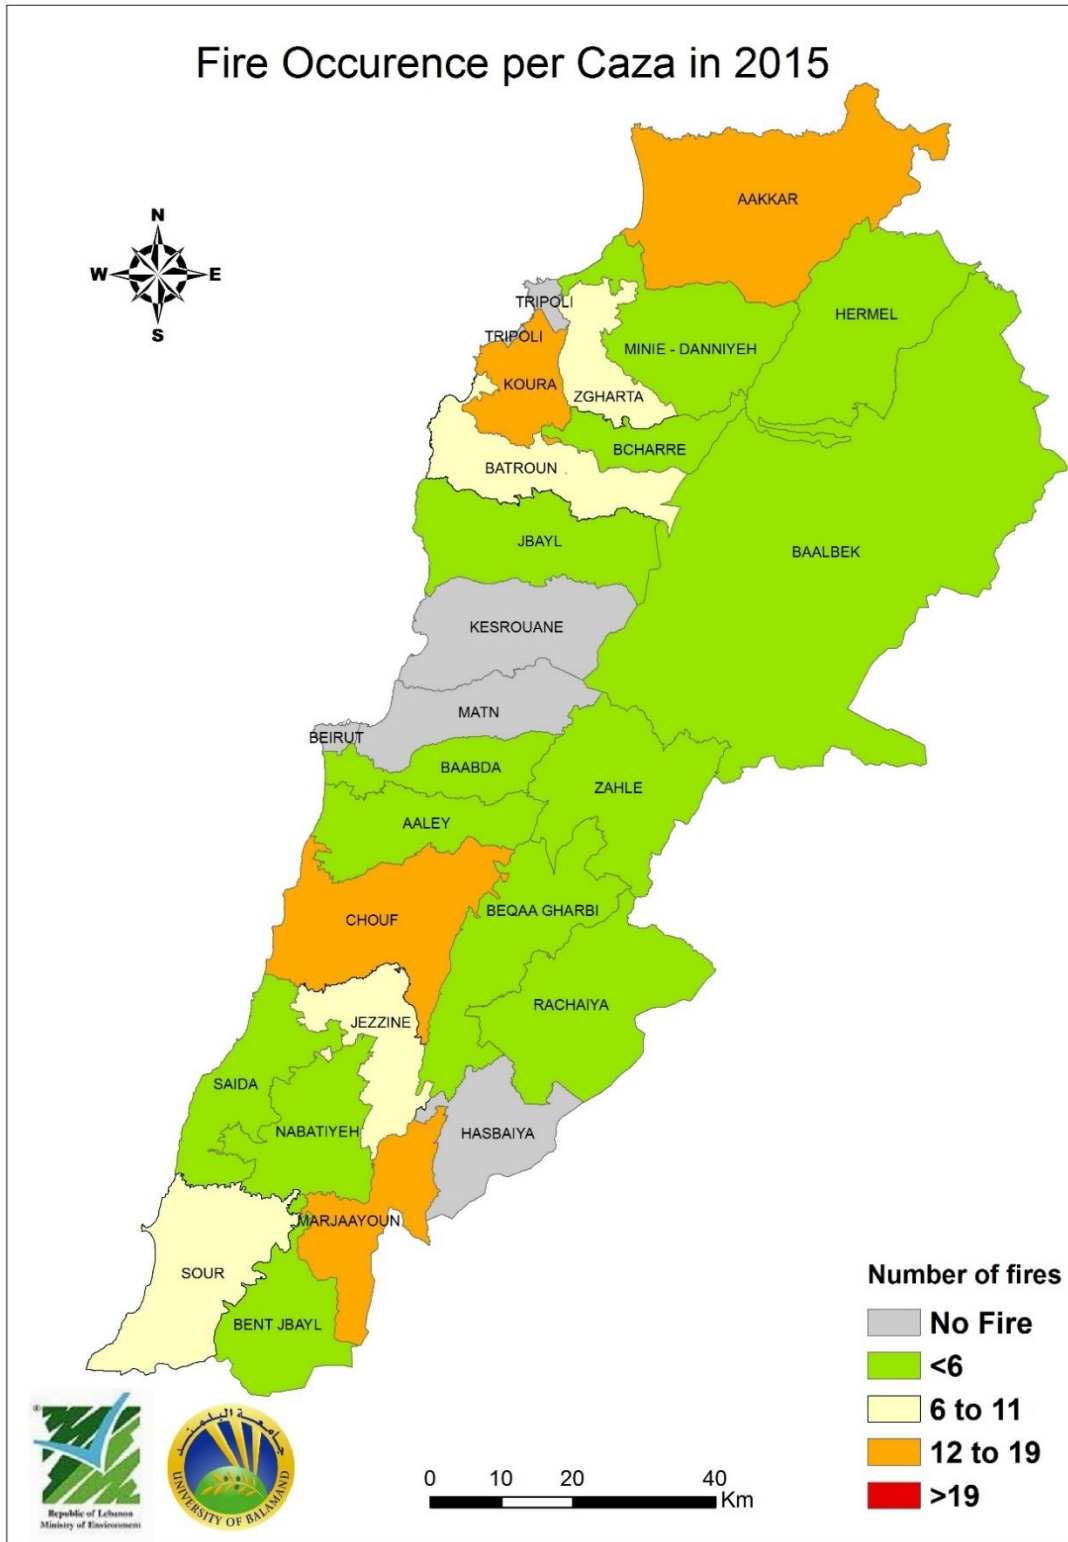 Fire Occurence per Caza in 2015
N
W E
S
AAKKAR
TRIPOLI
HERMEL
TRIPOLI
MINIE - DANNIYEH
KOURA
ZGHARTA
BCHARRE
BATROUN
JBAYL
BAALBEK
KESROUANE
MATN
BEIRUT
BAABDA
ZAHLE
AALEY
CHOUF
BEQAA GHARBI
RACHAIYA
JEZZINE
SAIDA
NABATIYEH
HASBAIYA
MARJAAYOUN
SOUR
BENT JBAYL
Number of fires
No Fire
<6
6 to 11
12 to 19
>19
®
Republic of Lebanon
Ministry of Environment
جامعة البلمند
UNIVERSITY OF BALAMAND
0 10 20 40
Km